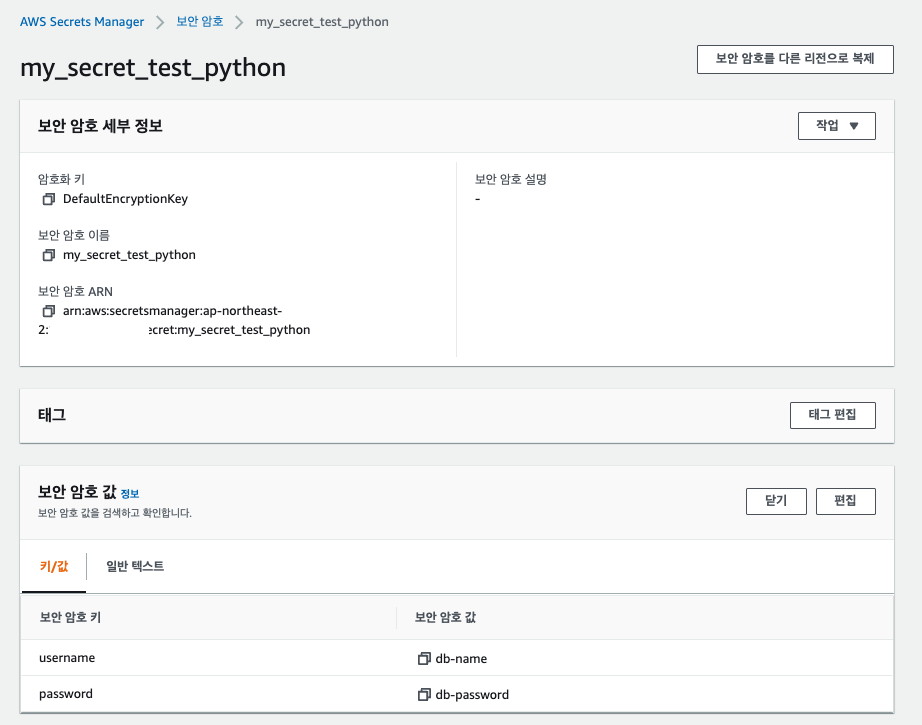 AWS Secrets Manager > 보안 암호 > my_secret_test_python
my_secret_test_python
보안 암호를 다른 리전으로 복제
보안 암호 세부 정보
작업 ▼
암호화 키
DefaultEncryptionKey
보안 암호 이름
my_secret_test_python
보안 암호 ARN
arn:aws:secretsmanager:ap-northeast-
2: ecret:my_secret_test_python
보안 암호 설명
-
태그
태그 편집
보안 암호 값 정보
보안 암호 값을 검색하고 확인합니다.
닫기
편집
키/값
일반 텍스트
보안 암호 키 보안 암호 값
username db-name
password db-password